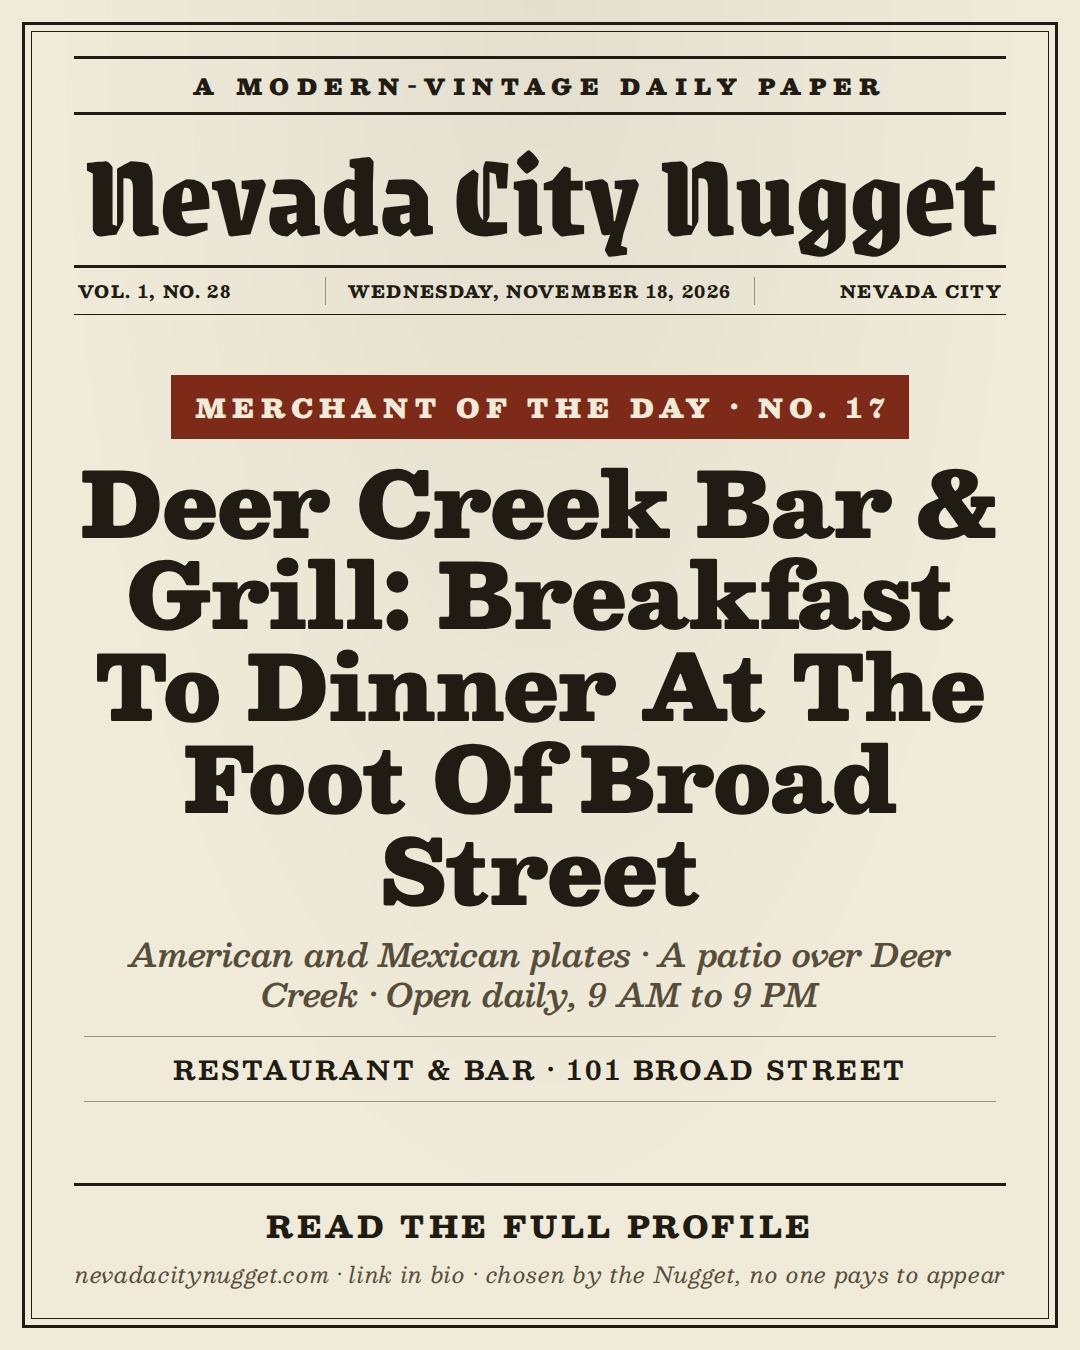 A MODERN-VINTAGE DAILY PAPER
Nevada City Nugget
VOL. 1, NO. 28
WEDNESDAY, NOVEMBER 18, 2026
NEVADA CITY
MERCHANT OF THE DAY · NO. 17
Deer Creek Bar &
Grill: Breakfast
To Dinner At The
Foot Of Broad
Street
American and Mexican plates · A patio over Deer
Creek · Open daily, 9 AM to 9 PM
RESTAURANT & BAR · 101 BROAD STREET
READ THE FULL PROFILE
nevadacitynugget.com · link in bio · chosen by the Nugget, no one pays to appear